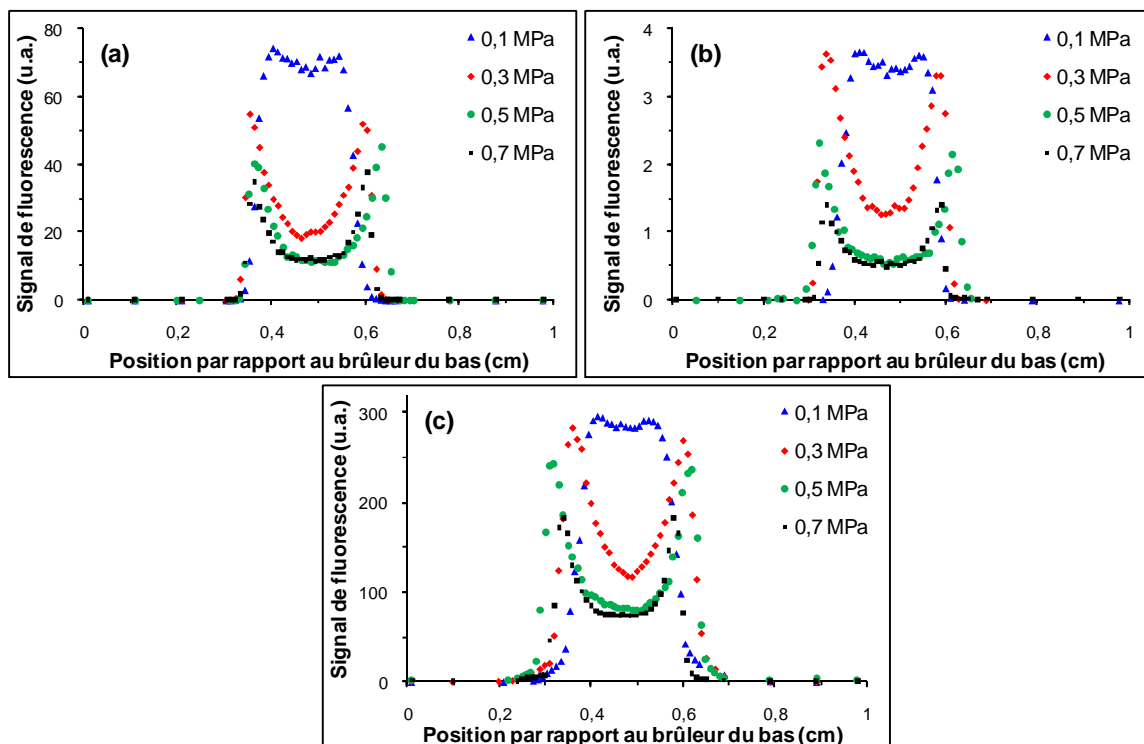 (a)
Signal de fluorescence (u.a.)
80
60
40
20
0
0,1 MPa
0,3 MPa
0,5 MPa
0,7 MPa
0
0,2
0,4
0,6
0,8
1
Position par rapport au brûleur du bas (cm)
(b)
Signal de fluorescence (u.a.)
4
3
2
1
0
0,1 MPa
0,3 MPa
0,5 MPa
0,7 MPa
0
0,2
0,4
0,6
0,8
1
Position par rapport au brûleur du bas (cm)
(c)
Signal de fluorescence (u.a.)
300
200
100
0
0,1 MPa
0,3 MPa
0,5 MPa
0,7 MPa
0
0,2
0,4
0,6
0,8
1
Position par rapport au brûleur du bas (cm)